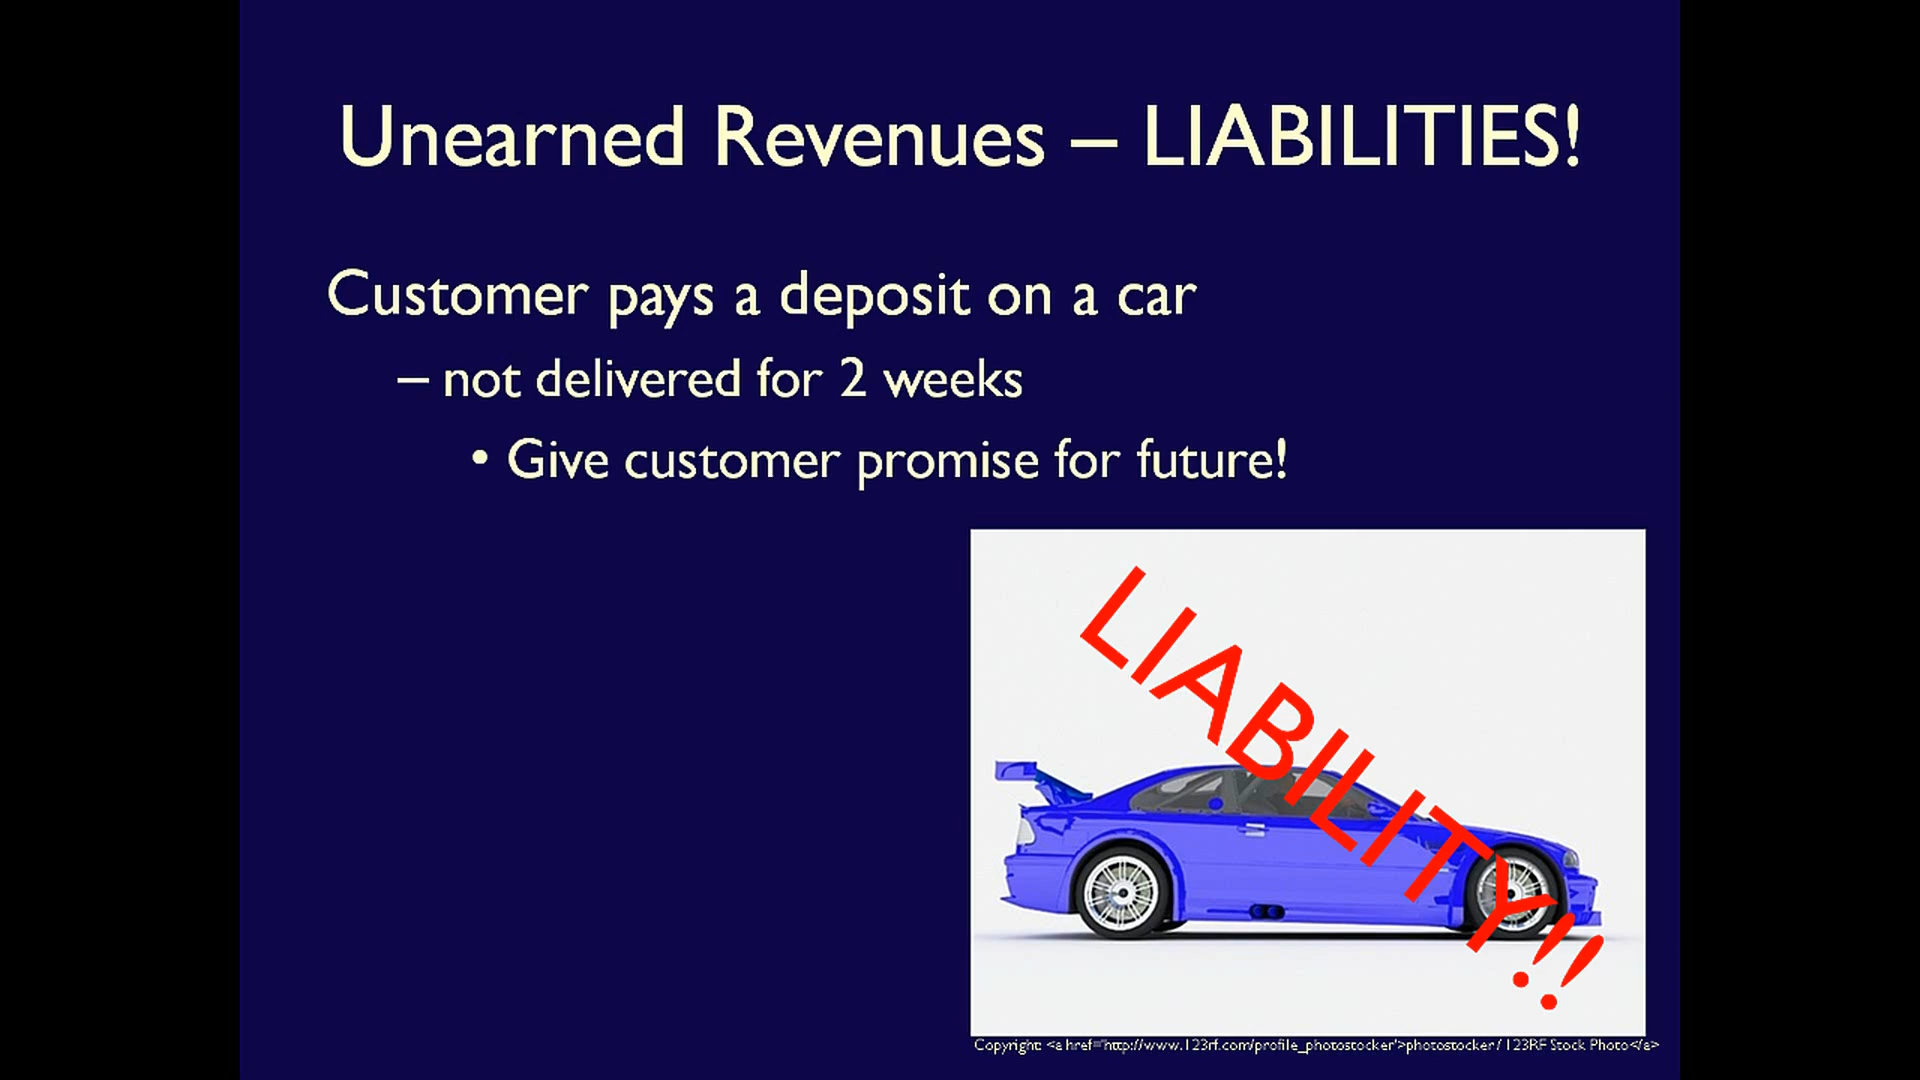 Unearned Revenues – LIABILITIES!
Customer pays a deposit on a car
– not delivered for 2 weeks
• Give customer promise for future!
LIABILITY!!
Copyright: <a href='http://www.123rf.com/profile_photostocker'>photostocker / 123RF Stock Photo</a>